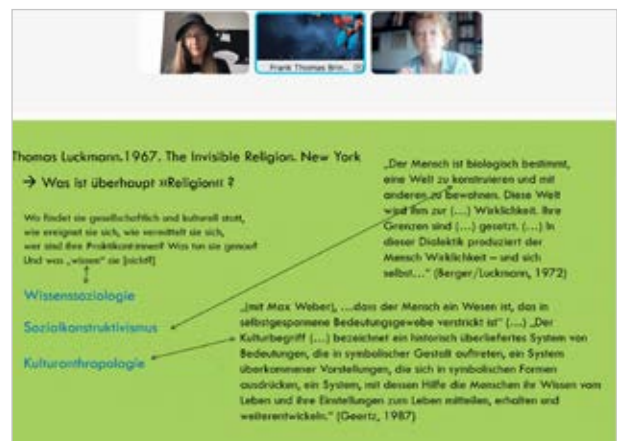 Frank Thomas Brin...
Thomas Luckmann.1967. The Invisible Religion. New York
→ Was ist überhaupt »Religion« ?
Wo findet sie gesellschaftlich und kulturell statt,
wie ereignet sie sich, wie vermittelt sie sich,
wer sind ihre Praktikant:innen? Was tun sie genau?
Und was „wissen" sie [nicht?]
Wissenssoziologie
Sozialkonstruktivismus
Kulturanthropologie
„Der Mensch ist biologisch bestimmt,
eine Welt zu konstruieren und mit
anderen zu bewohnen. Diese Welt
wird ihm zur (...) Wirklichkeit. Ihre
Grenzen sind (...) gesetzt. (...) In
dieser Dialektik produziert der
Mensch Wirklichkeit – und sich
selbst..." (Berger/Luckmann, 1972)
„(mit Max Weber), ...dass der Mensch ein Wesen ist, das in
selbstgesponnene Bedeutungsgewebe verstrickt ist" (...) „Der
Kulturbegriff (...) bezeichnet ein historisch überliefertes System von
Bedeutungen, die in symbolischer Gestalt auftreten, ein System
überkommener Vorstellungen, die sich in symbolischen Formen
ausdrücken, ein System, mit dessen Hilfe die Menschen ihr Wissen vom
Leben und ihre Einstellungen zum Leben mitteilen, erhalten und
weiterentwickeln." (Geertz, 1987)